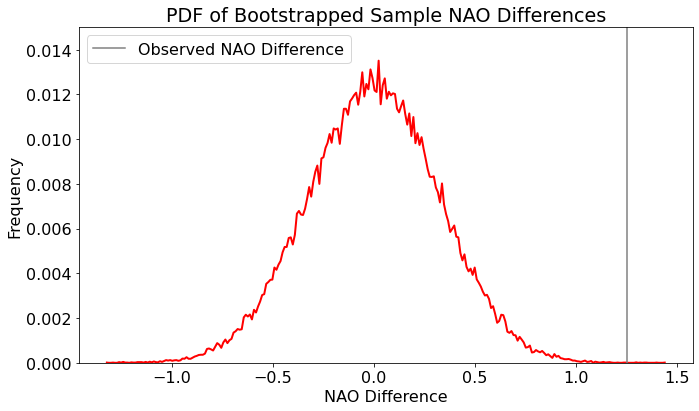 PDF of Bootstrapped Sample NAO Differences
Observed NAO Difference
Frequency
0.014
0.012
0.010
0.008
0.006
0.004
0.002
0.000
−1.0 −0.5 0.0 0.5 1.0 1.5
NAO Difference